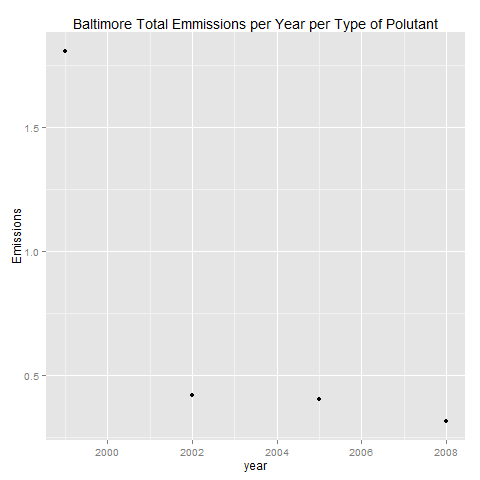 Baltimore Total Emmissions per Year per Type of Polutant
1.5
1.0
0.5
Emissions
2000 2002 2004 2006 2008
year